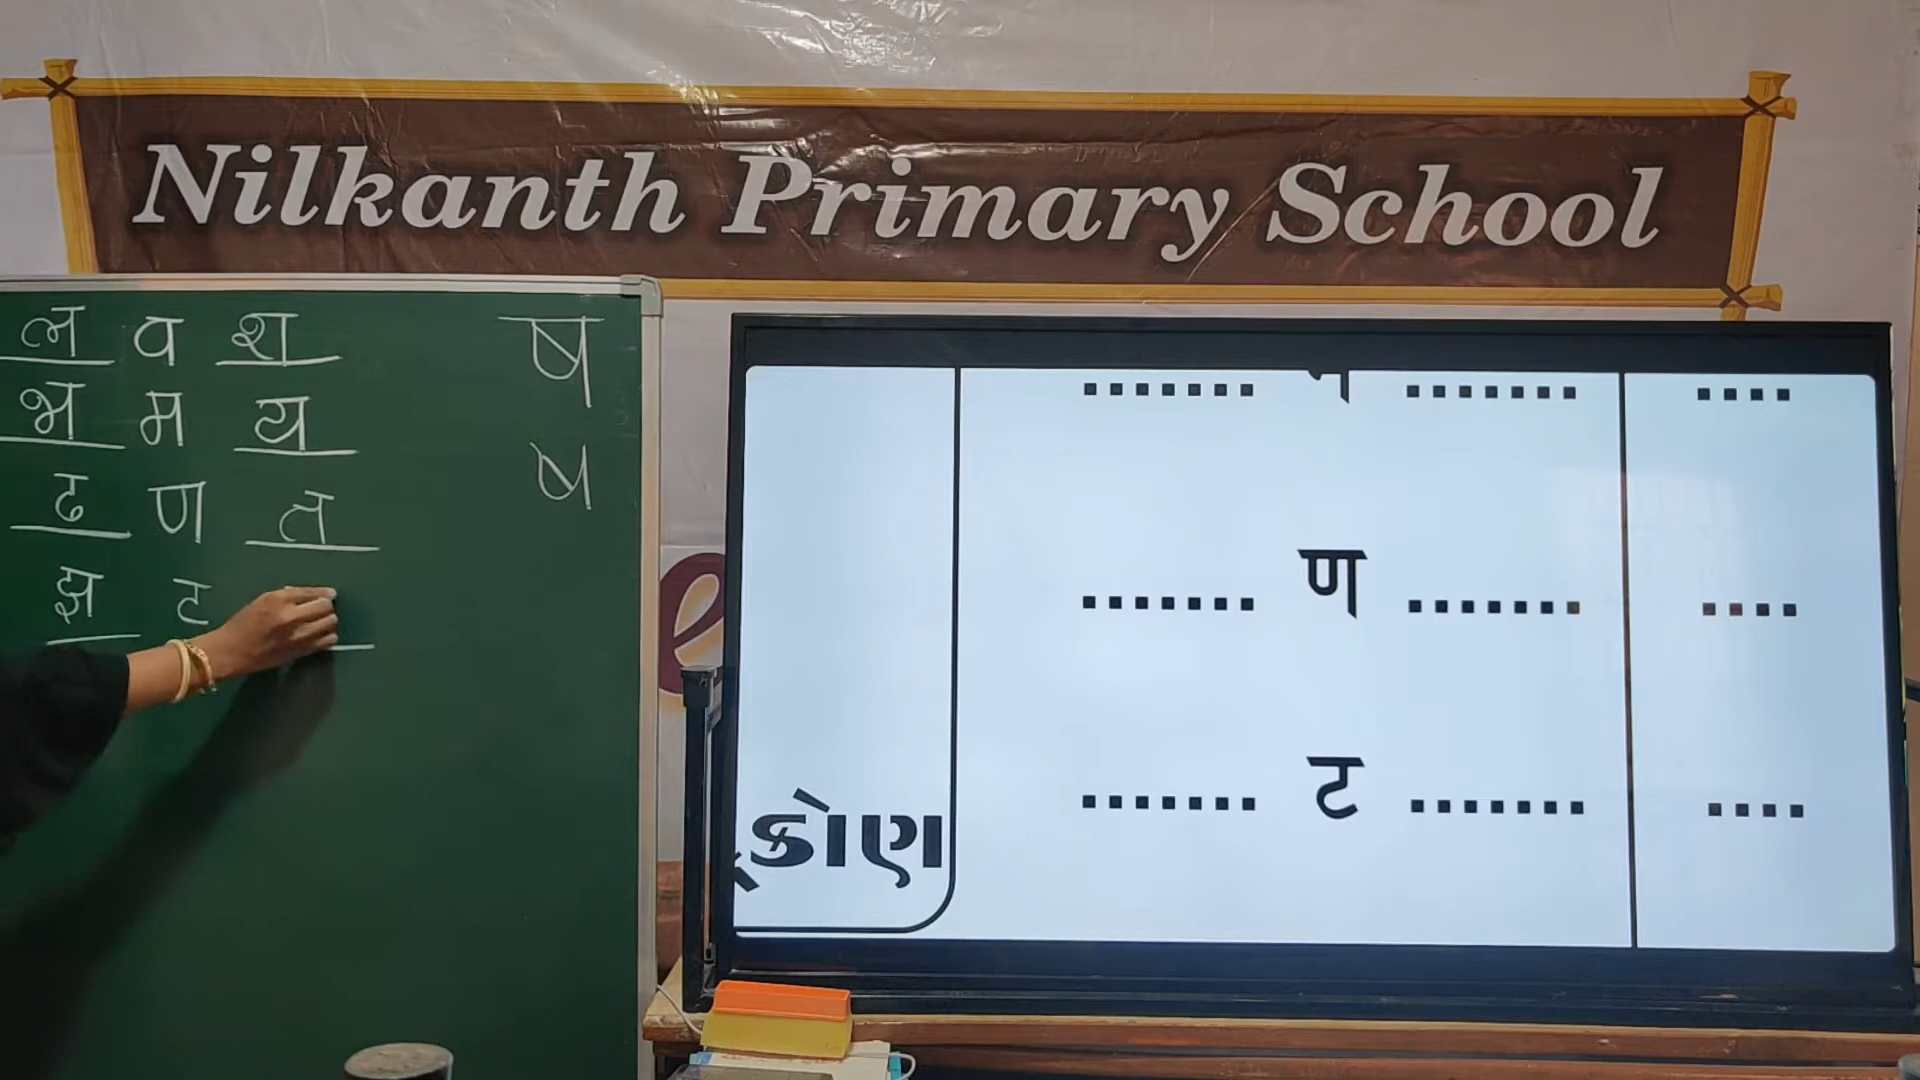 Nilkanth Primary School
ल व श
भ म य
ढ ण त
झ ट
ष
ष
....... ण ....... ....
....... ट ....... ....
કોણ